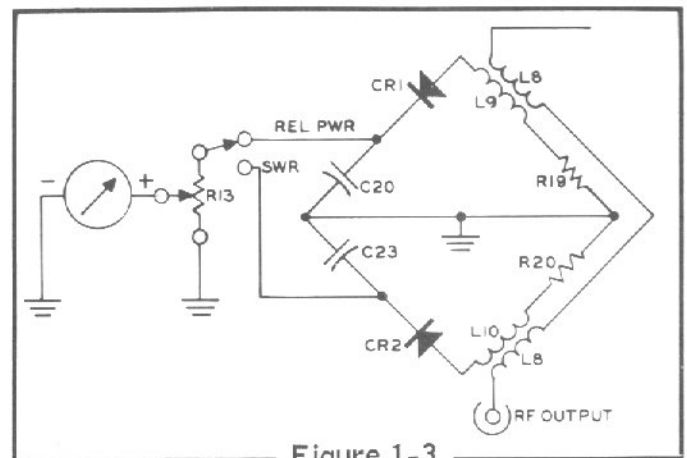 CR1
L8
L9
REL PWR
SWR
- +
R13
C20
R19
C23
R20
L10
CR2
L8
RF OUTPUT
Figure 1-3